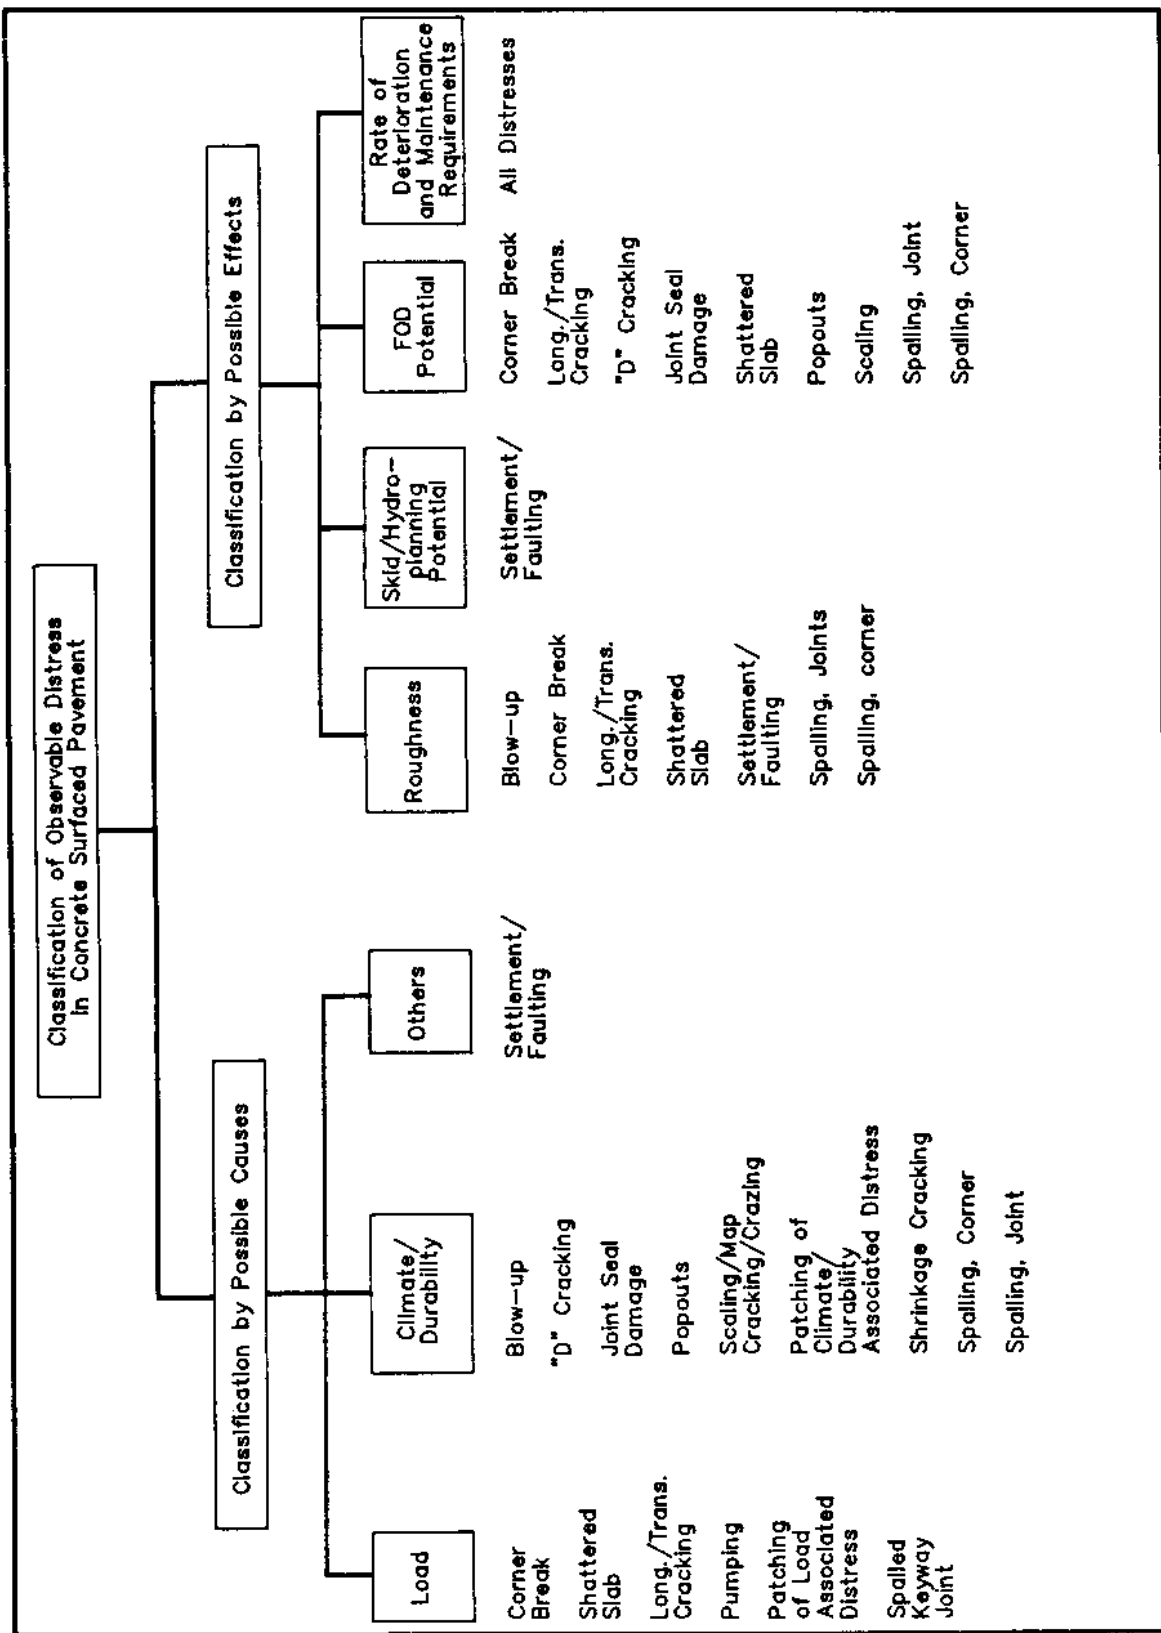 Classification of Observable Distress
in Concrete Surfaced Pavement
Classification by Possible Causes
Classification by Possible Effects
Load
Corner
Break
Shattered
Slab
Long./Trans.
Cracking
Pumping
Patching
of Load
Associated
Distress
Spalled
Keyway
Joint
Climate/
Durability
Blow-up
"D" Cracking
Joint Seal
Damage
Popouts
Scaling/Map
Cracking/Crazing
Patching of
Climate/
Durability
Associated Distress
Shrinkage Cracking
Spalling, Corner
Spalling, Joint
Others
Settlement/
Faulting
Roughness
Blow-up
Corner Break
Long./Trans.
Cracking
Shattered
Slab
Settlement/
Faulting
Spalling, Joints
Spalling, corner
Skid/Hydro-
planning
Potential
Settlement/
Faulting
FOD
Potential
Corner Break
Long./Trans.
Cracking
"D" Cracking
Joint Seal
Damage
Shattered
Slab
Popouts
Scaling
Spalling, Joint
Spalling, Corner
Rate of
Deterioration
and Maintenance
Requirements
All Distresses